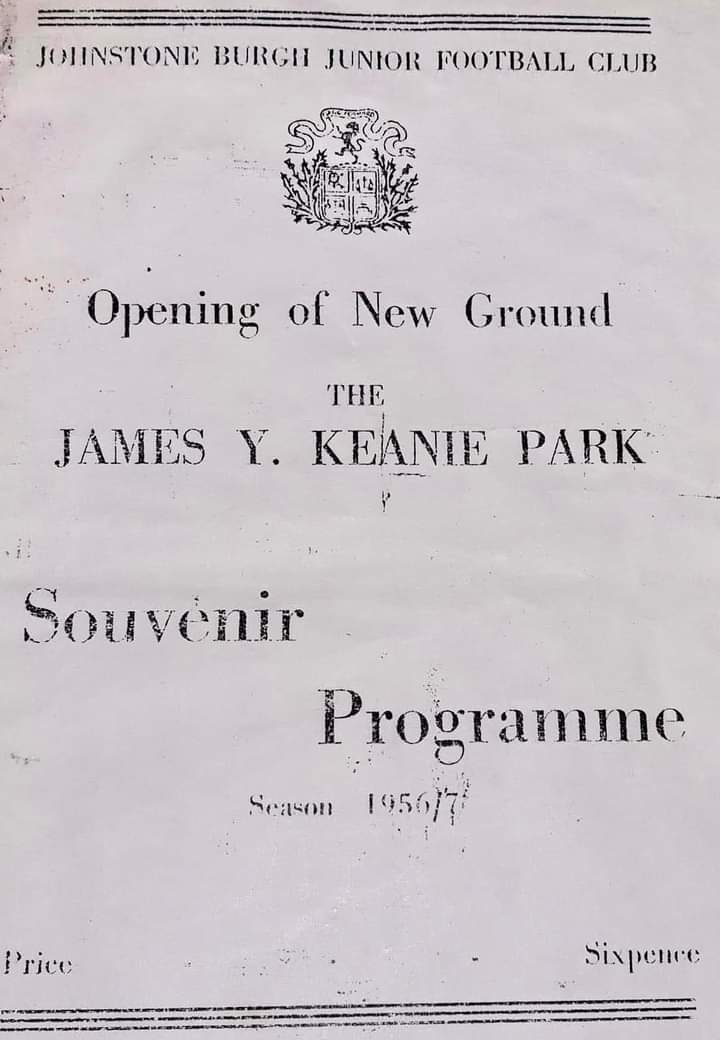 JOHNSTONE BURGH JUNIOR FOOTBALL CLUB
Opening of New Ground
THE
JAMES Y. KEANIE PARK
Souvenir
Programme
Season 1956/7
Price Sixpence